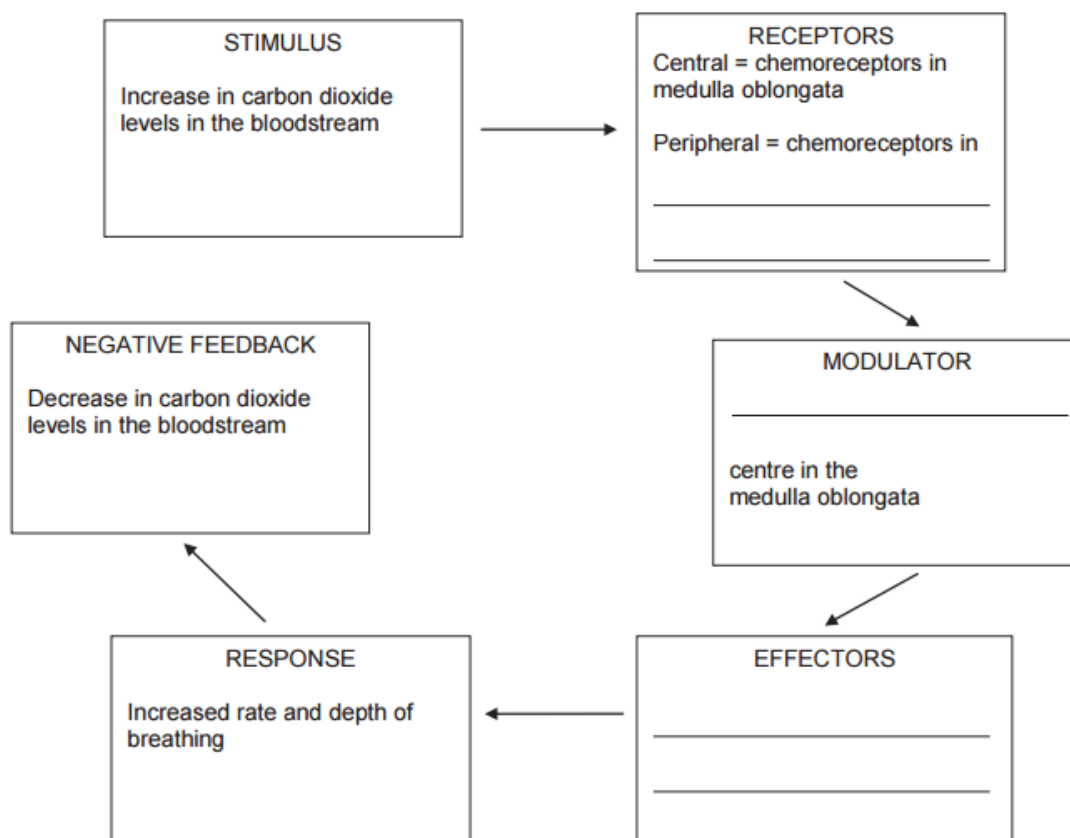 STIMULUS
Increase in carbon dioxide
levels in the bloodstream
RECEPTORS
Central = chemoreceptors in
medulla oblongata
Peripheral = chemoreceptors in
MODULATOR
centre in the
medulla oblongata
EFFECTORS
RESPONSE
Increased rate and depth of
breathing
NEGATIVE FEEDBACK
Decrease in carbon dioxide
levels in the bloodstream